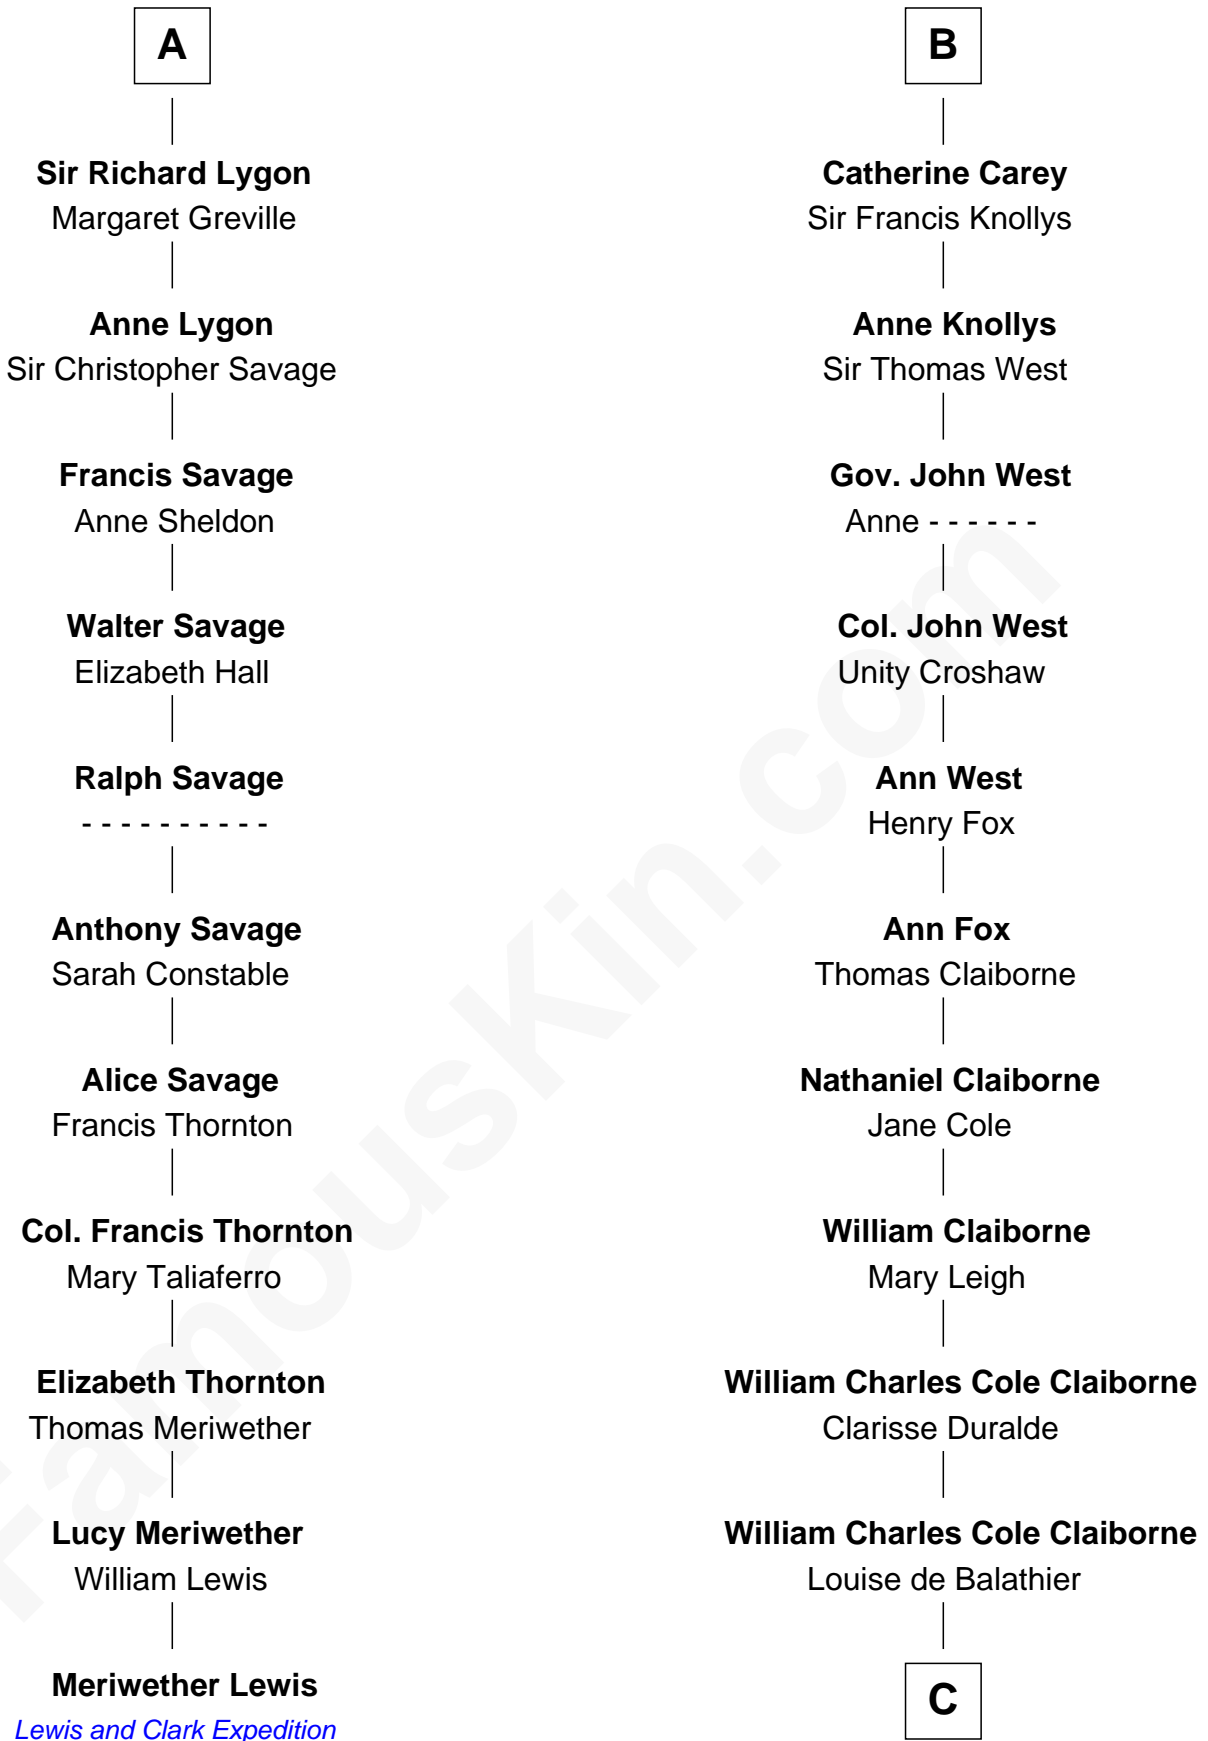 A
Sir Richard Lygon
Margaret Greville
Anne Lygon
Sir Christopher Savage
Francis Savage
Anne Sheldon
Walter Savage
Elizabeth Hall
Ralph Savage
- - - - - - - - - -
Anthony Savage
Sarah Constable
Alice Savage
Francis Thornton
Col. Francis Thornton
Mary Taliaferro
Elizabeth Thornton
Thomas Meriwether
Lucy Meriwether
William Lewis
Meriwether Lewis
Lewis and Clark Expedition
B
Catherine Carey
Sir Francis Knollys
Anne Knollys
Sir Thomas West
Gov. John West
Anne - - - - - -
Col. John West
Unity Croshaw
Ann West
Henry Fox
Ann Fox
Thomas Claiborne
Nathaniel Claiborne
Jane Cole
William Claiborne
Mary Leigh
William Charles Cole Claiborne
Clarisse Duralde
William Charles Cole Claiborne
Louise de Balathier
C
FamousKin.com